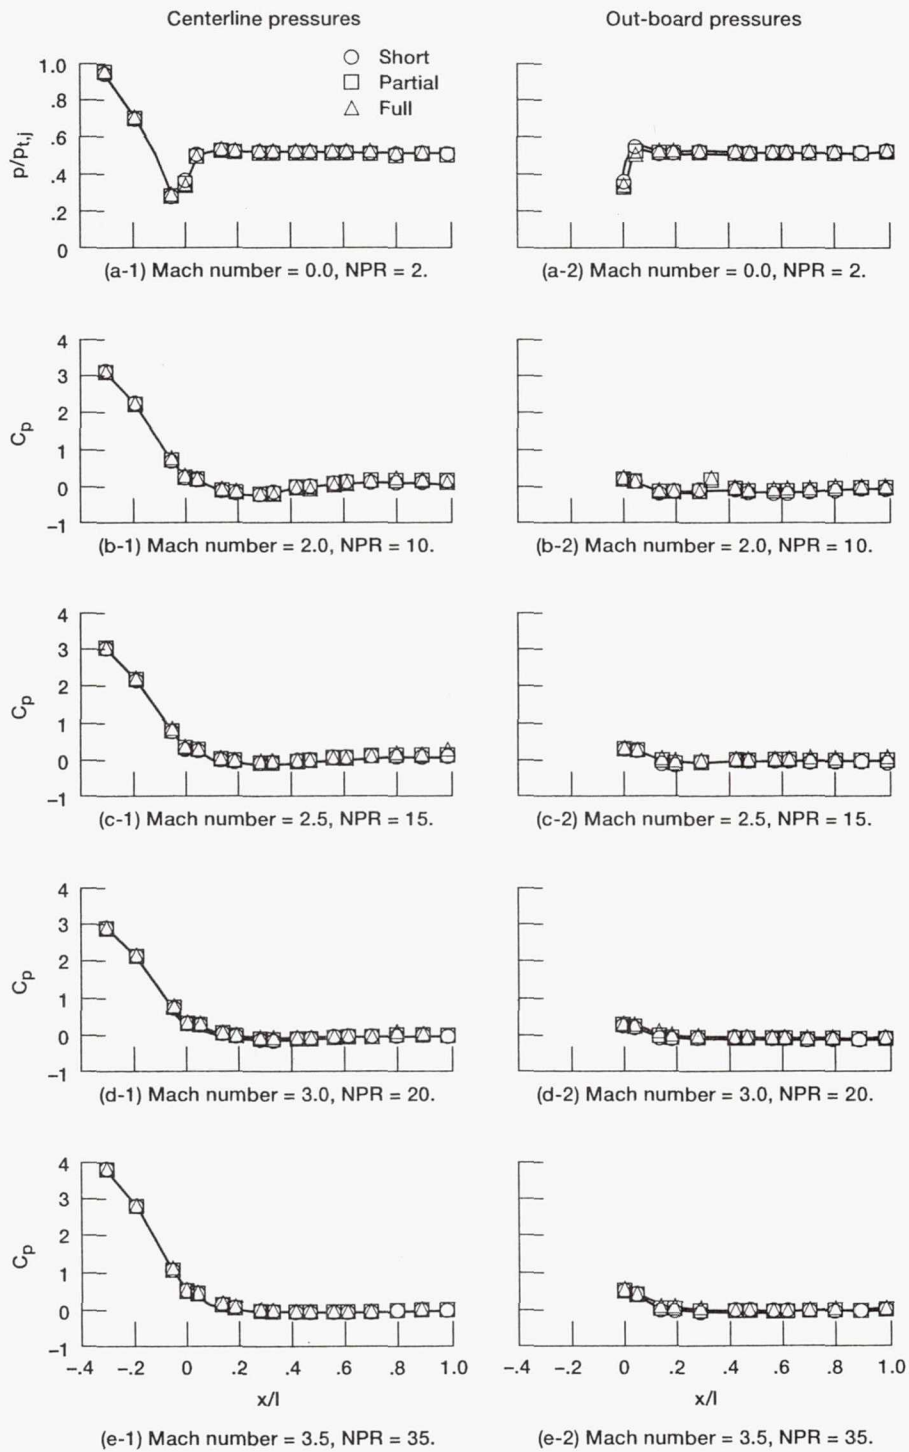 Centerline pressures
Out-board pressures
Short
Partial
Full
1.0
.8
.6
.4
.2
0
p/p_t,j
(a-1) Mach number = 0.0, NPR = 2.
(a-2) Mach number = 0.0, NPR = 2.
4
3
2
1
0
–1
C_p
(b-1) Mach number = 2.0, NPR = 10.
(b-2) Mach number = 2.0, NPR = 10.
4
3
2
1
0
–1
C_p
(c-1) Mach number = 2.5, NPR = 15.
(c-2) Mach number = 2.5, NPR = 15.
4
3
2
1
0
–1
C_p
(d-1) Mach number = 3.0, NPR = 20.
(d-2) Mach number = 3.0, NPR = 20.
4
3
2
1
0
–1
C_p
–.4 –.2 0 .2 .4 .6 .8 1.0
x/l
–.4 –.2 0 .2 .4 .6 .8 1.0
x/l
(e-1) Mach number = 3.5, NPR = 35.
(e-2) Mach number = 3.5, NPR = 35.